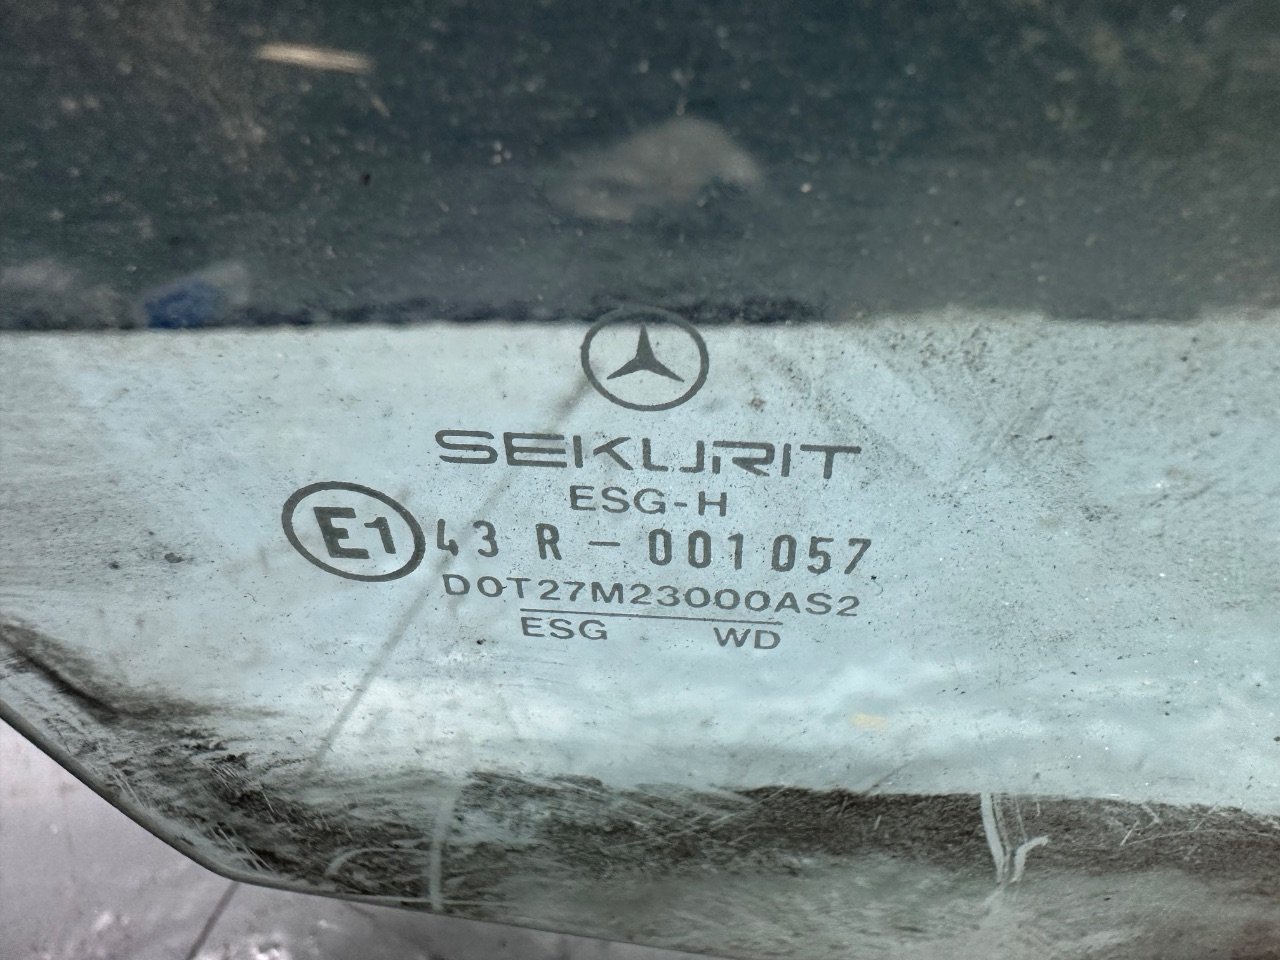 SEKURIT
ESG-H
E1 43 R - 001057
DOT27M23000AS2
ESG WD